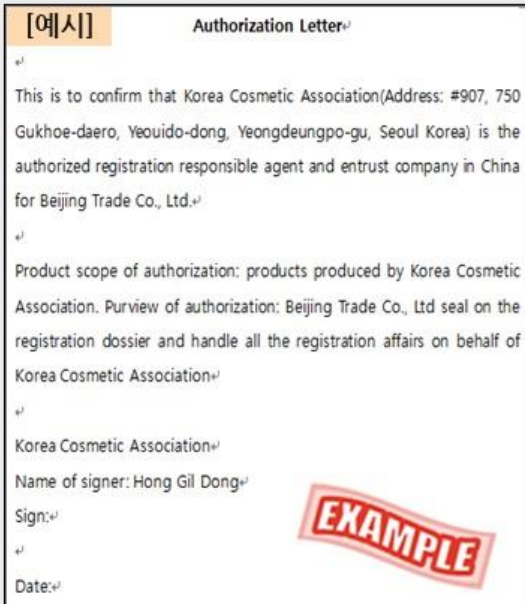 [예시]
Authorization Letter↵
↵
This is to confirm that Korea Cosmetic Association(Address: #907, 750
Gukhoe-daero, Yeouido-dong, Yeongdeungpo-gu, Seoul Korea) is the
authorized registration responsible agent and entrust company in China
for Beijing Trade Co., Ltd.↵
↵
Product scope of authorization: products produced by Korea Cosmetic
Association. Purview of authorization: Beijing Trade Co., Ltd seal on the
registration dossier and handle all the registration affairs on behalf of
Korea Cosmetic Association↵
↵
Korea Cosmetic Association↵
Name of signer: Hong Gil Dong↵
Sign:↵
↵
Date:↵
EXAMPLE